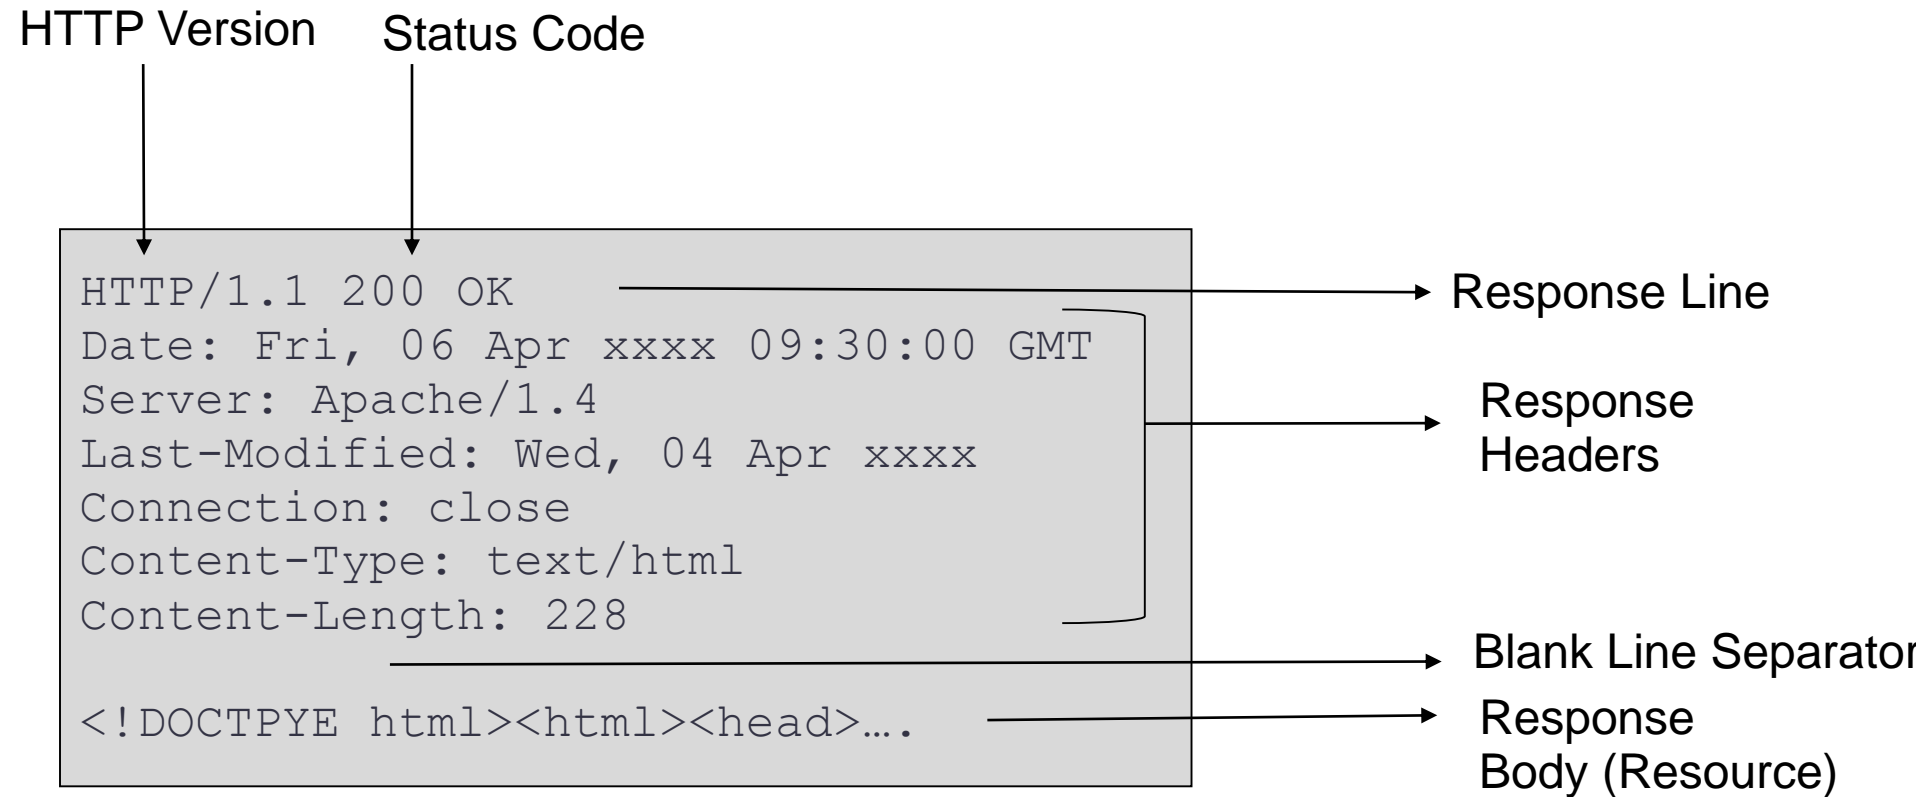 HTTP Version
Status Code
HTTP/1.1 200 OK
Response Line
Date: Fri, 06 Apr xxxx 09:30:00 GMT
Server: Apache/1.4
Last-Modified: Wed, 04 Apr xxxx
Connection: close
Content-Type: text/html
Content-Length: 228
Response
Headers
Blank Line Separator
<!DOCTPYE html><html><head>….
Response
Body (Resource)